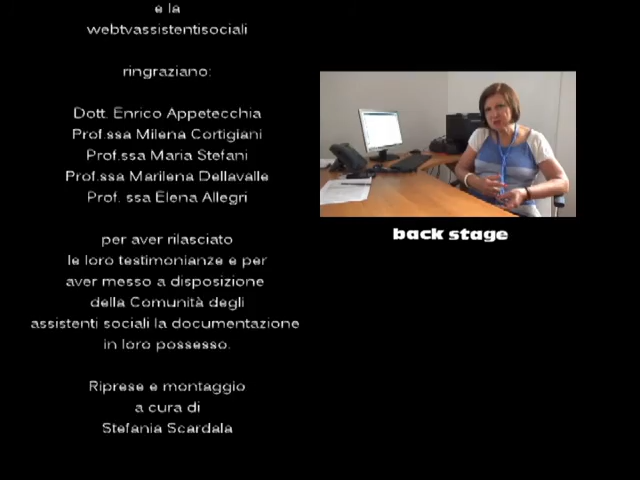 e la
webtvassistentisociali
ringraziano:
Dott. Enrico Appetecchia
Prof.ssa Milena Cortigiani
Prof.ssa Maria Stefani
Prof.ssa Marilena Dellavalle
Prof. ssa Elena Allegri
per aver rilasciato
le loro testimonianze e per
aver messo a disposizione
della Comunità degli
assistenti sociali la documentazione
in loro possesso.
Riprese e montaggio
a cura di
Stefania Scardala
back stage